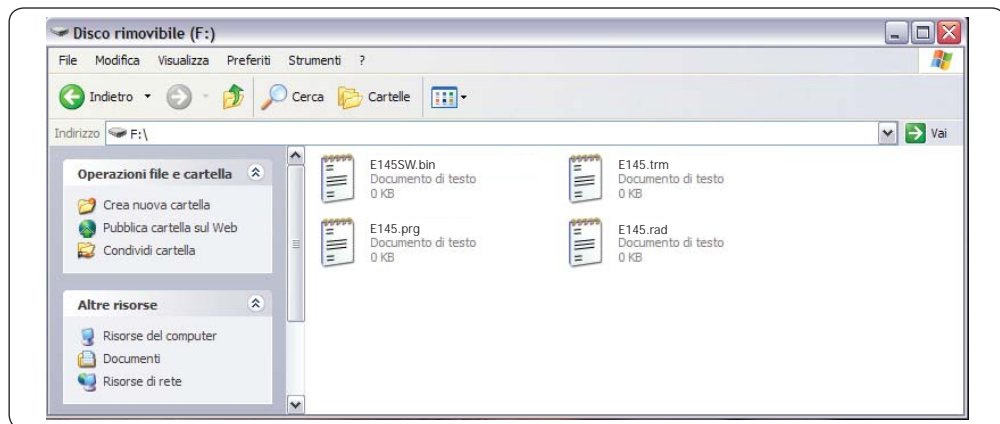 Disco rimovibile (F:)
File Modifica Visualizza Preferiti Strumenti ?
Indietro Cerca Cartelle
Indirizzo F:\ Vai
Operazioni file e cartella
Crea nuova cartella
Pubblica cartella sul Web
Condividi cartella
Altre risorse
Risorse del computer
Documenti
Risorse di rete
E145SW.bin
Documento di testo
0 KB
E145.trm
Documento di testo
0 KB
E145.prg
Documento di testo
0 KB
E145.rad
Documento di testo
0 KB